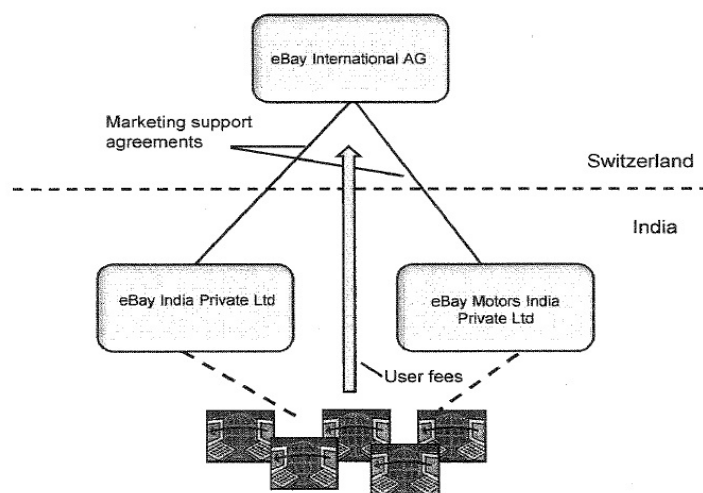 eBay International AG
Marketing support
agreements
Switzerland
India
eBay India Private Ltd
eBay Motors India
Private Ltd
User fees